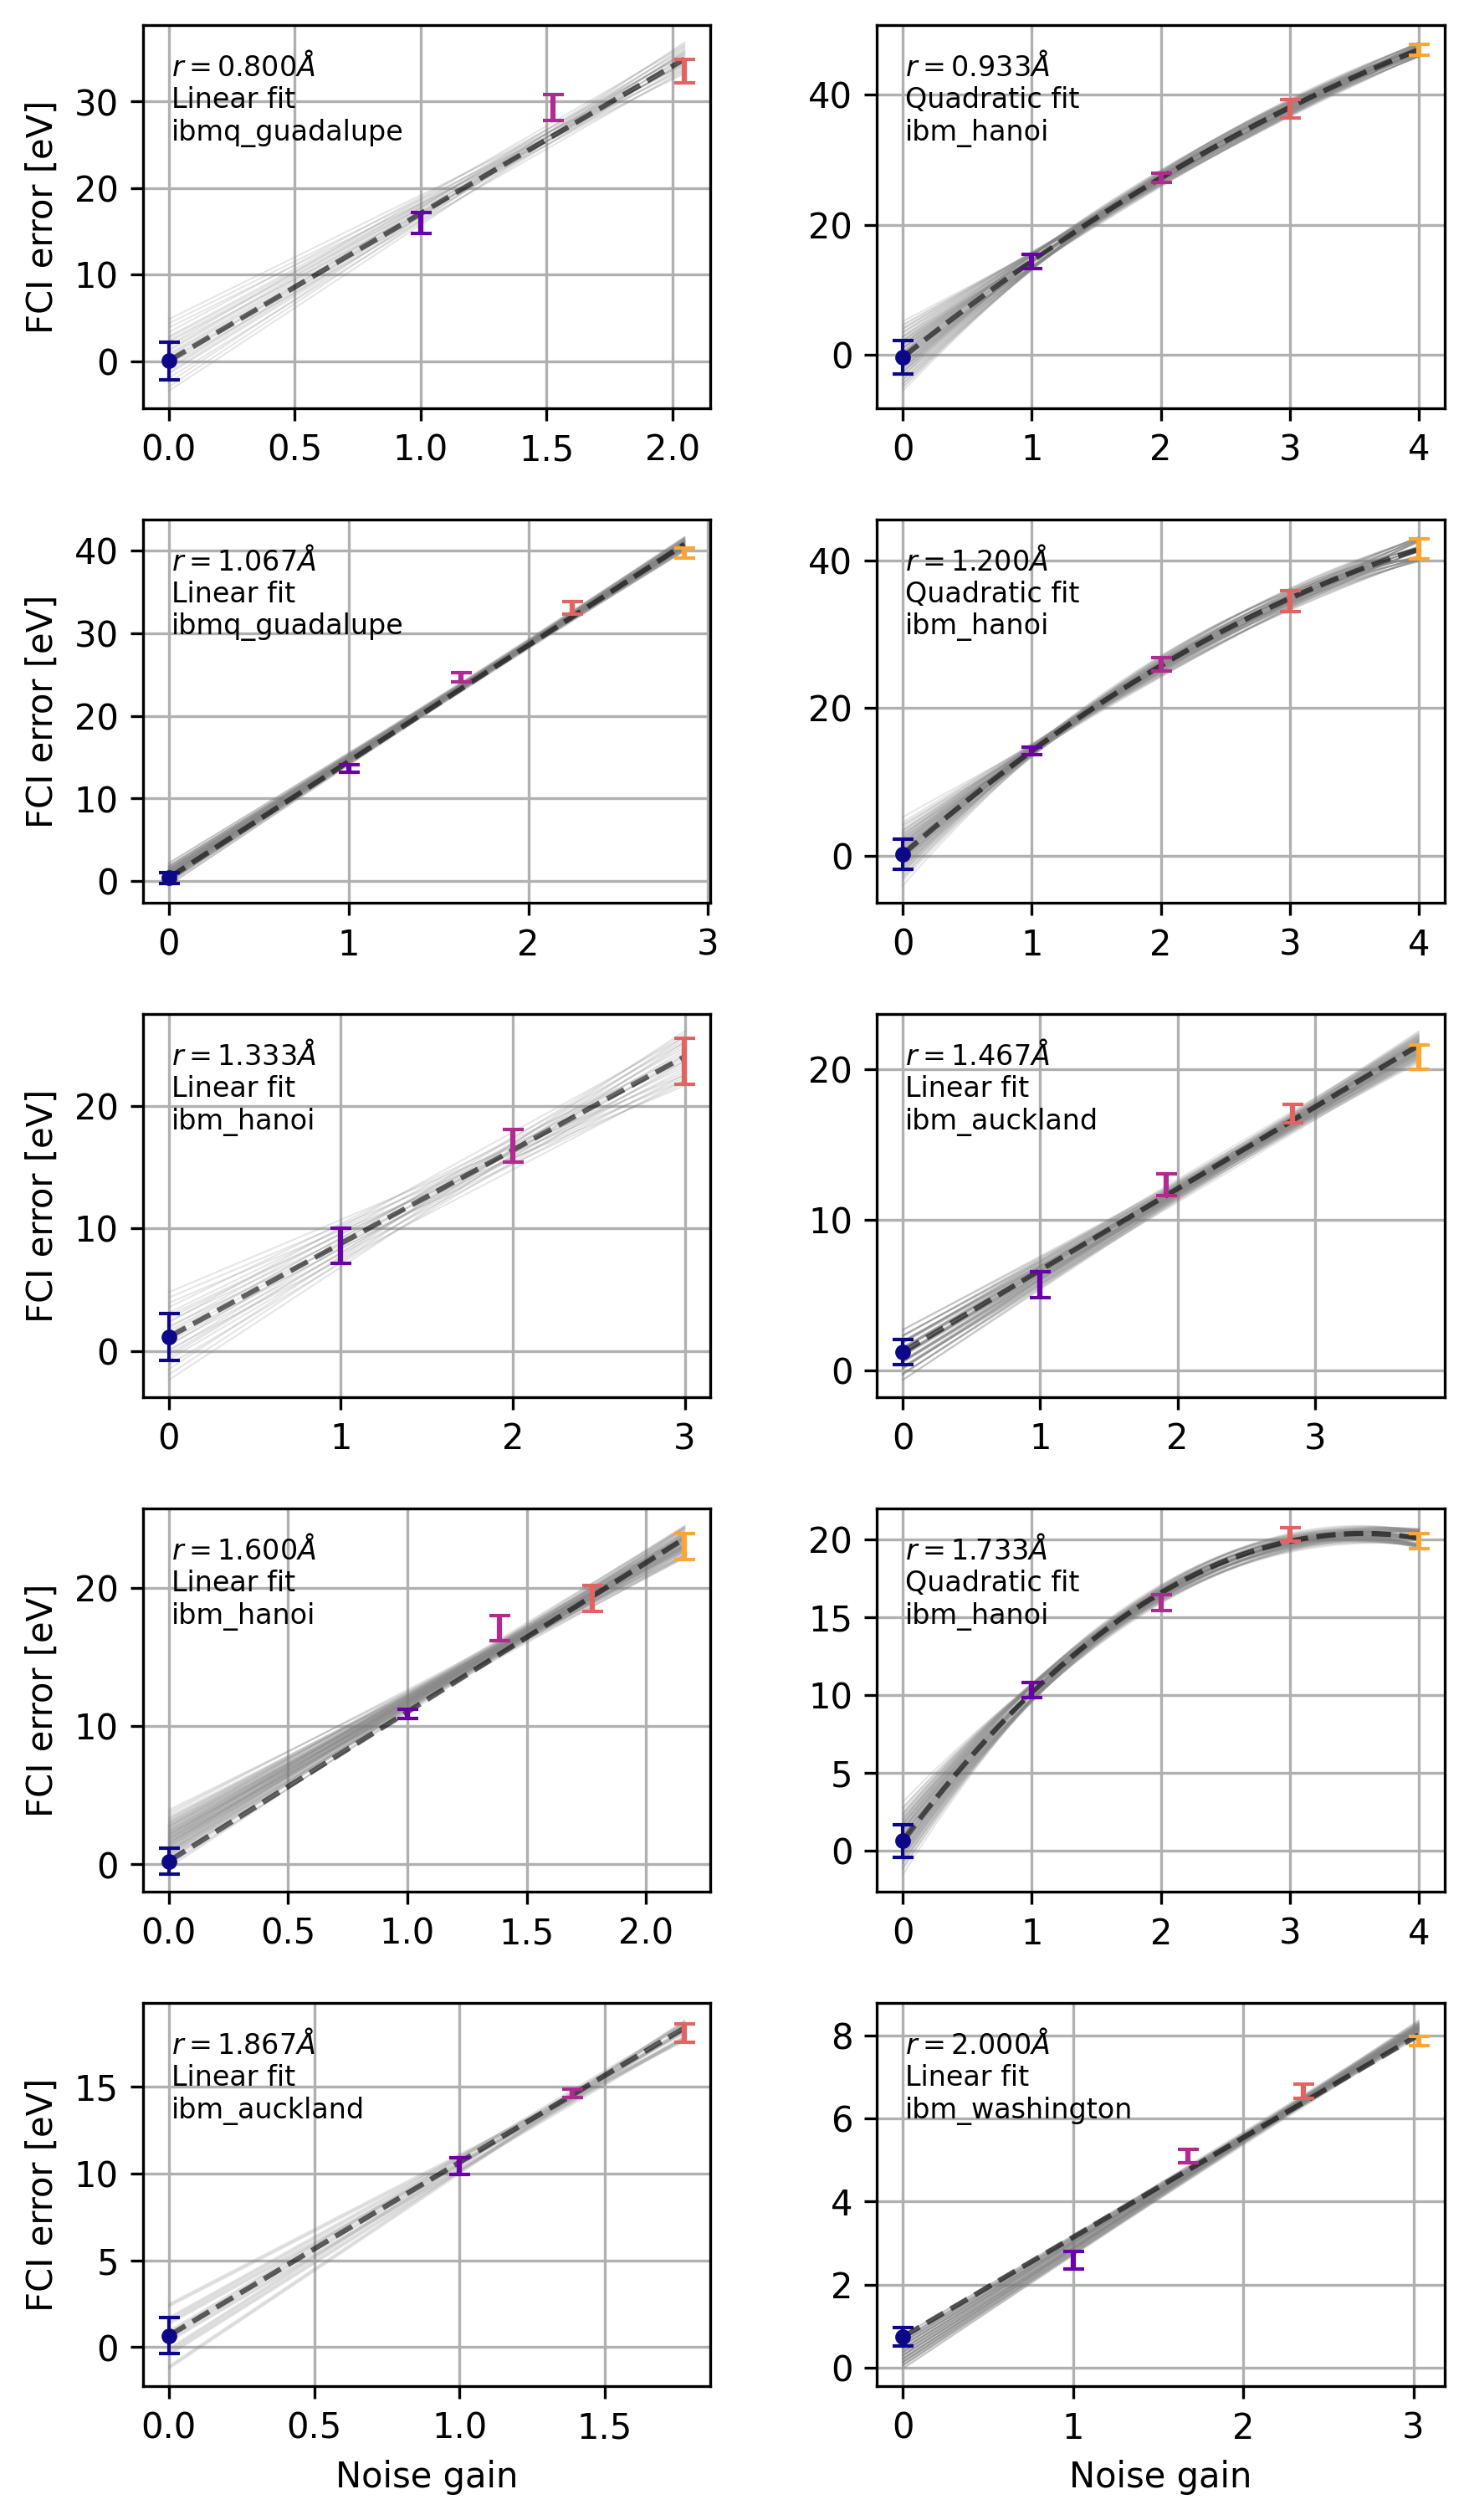 r = 0.800Å
Linear fit
ibmq_guadalupe
FCI error [eV]
30
20
10
0
0.0 0.5 1.0 1.5 2.0
r = 0.933Å
Quadratic fit
ibm_hanoi
40
20
0
0 1 2 3 4
r = 1.067Å
Linear fit
ibmq_guadalupe
FCI error [eV]
40
30
20
10
0
0 1 2 3
r = 1.200Å
Quadratic fit
ibm_hanoi
40
20
0
0 1 2 3 4
r = 1.333Å
Linear fit
ibm_hanoi
FCI error [eV]
20
10
0
0 1 2 3
r = 1.467Å
Linear fit
ibm_auckland
20
10
0
0 1 2 3
r = 1.600Å
Linear fit
ibm_hanoi
FCI error [eV]
20
10
0
0.0 0.5 1.0 1.5 2.0
r = 1.733Å
Quadratic fit
ibm_hanoi
20
15
10
5
0
0 1 2 3 4
r = 1.867Å
Linear fit
ibm_auckland
FCI error [eV]
15
10
5
0
0.0 0.5 1.0 1.5
Noise gain
r = 2.000Å
Linear fit
ibm_washington
8
6
4
2
0
0 1 2 3
Noise gain